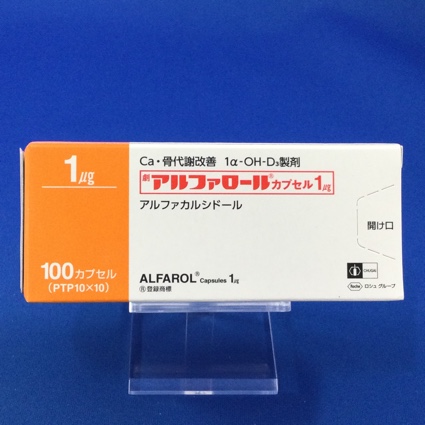 1μg
100カプセル
(PTP10×10)
Ca・骨代謝改善 1α-OH-D₃製剤
劇 アルファロール®カプセル1μg
アルファカルシドール
開け口
ALFAROL® Capsules 1μg
Ⓡ登録商標
CHUGAI
Roche ロシュ グループ